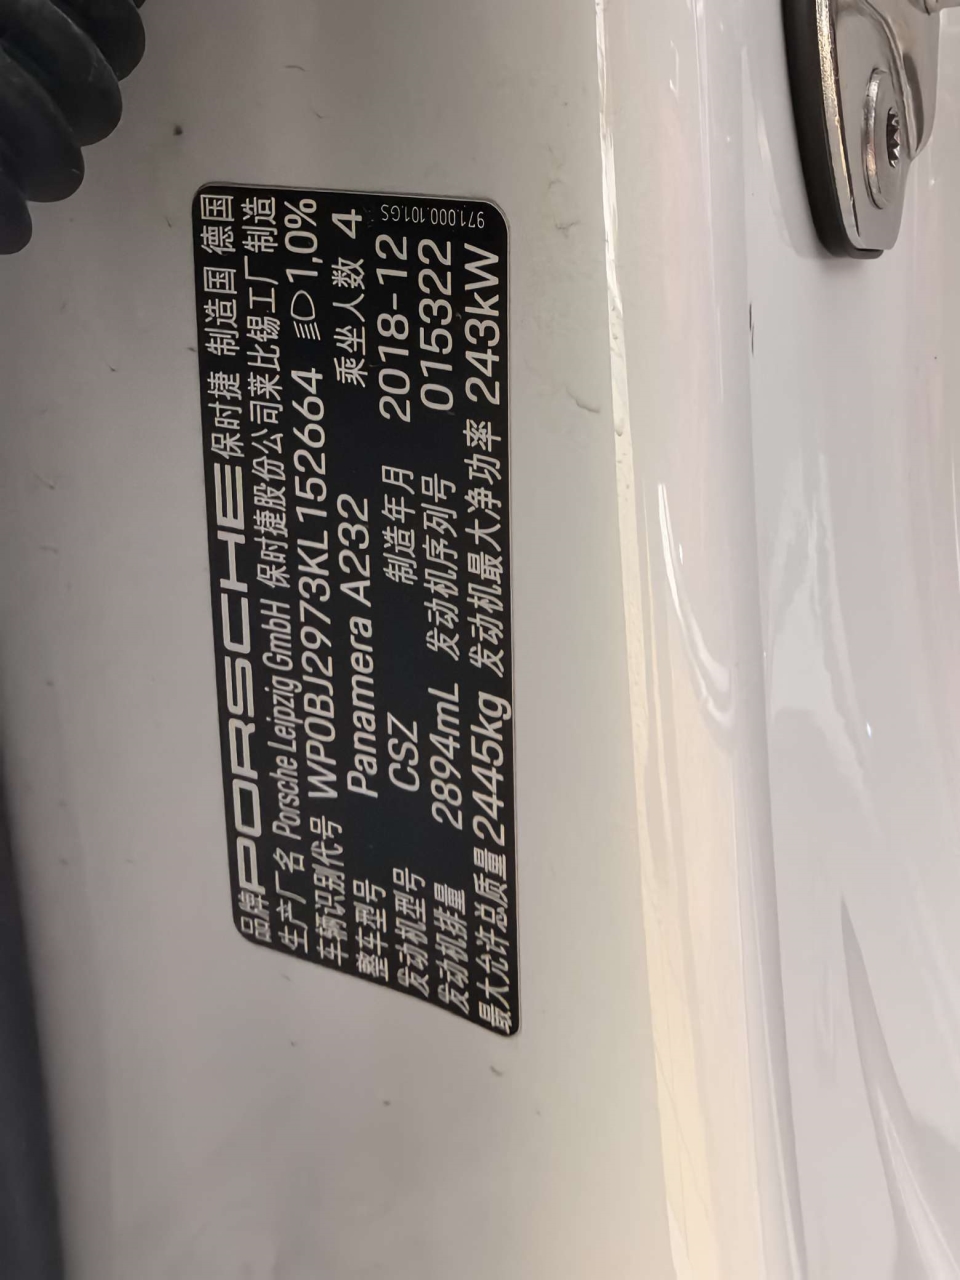 品牌 PORSCHE 保时捷 制造国 德国
生产厂名 Porsche Leipzig GmbH 保时捷股份公司莱比锡工厂制造
车辆识别代号 WP0BJ2973KL152664 1,0%
整车型号 Panamera A232 乘坐人数 4
发动机型号 CSZ 制造年月 2018-12
发动机排量 2894mL 发动机序列号 015322
最大允许总质量 2445kg 发动机最大净功率 243kW
971.000.101.GS